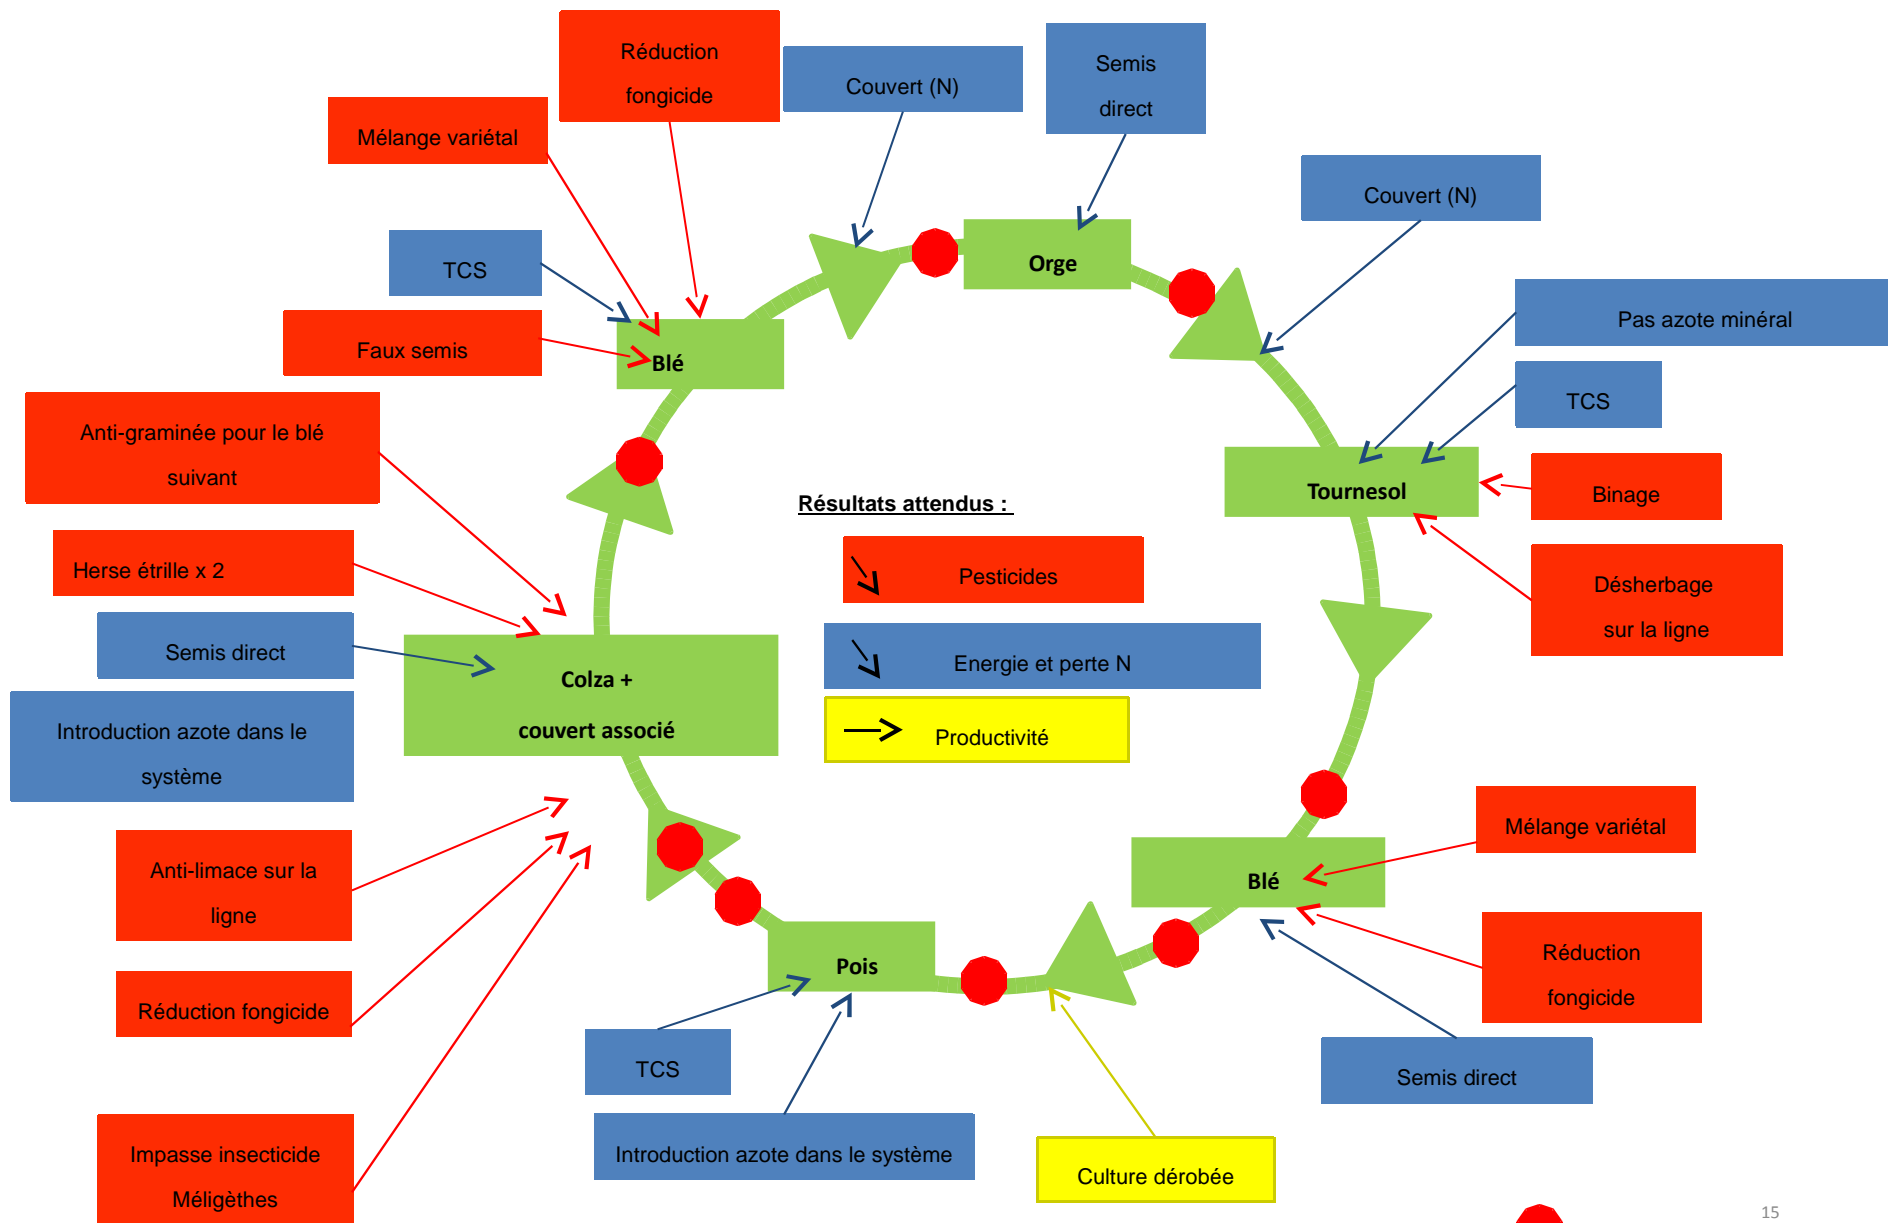 Réduction
fongicide
Couvert (N)
Semis
direct
Mélange variétal
Couvert (N)
TCS
Orge
Pas azote minéral
Faux semis
Blé
TCS
Anti-graminée pour le blé
suivant
Tournesol
Binage
Résultats attendus :
Herse étrille x 2
Pesticides
Désherbage
sur la ligne
Semis direct
Colza +
couvert associé
Energie et perte N
Introduction azote dans le
système
Productivité
Mélange variétal
Anti-limace sur la
ligne
Blé
Réduction
fongicide
Pois
Réduction fongicide
TCS
Semis direct
Impasse insecticide
Méligèthes
Introduction azote dans le système
Culture dérobée
15